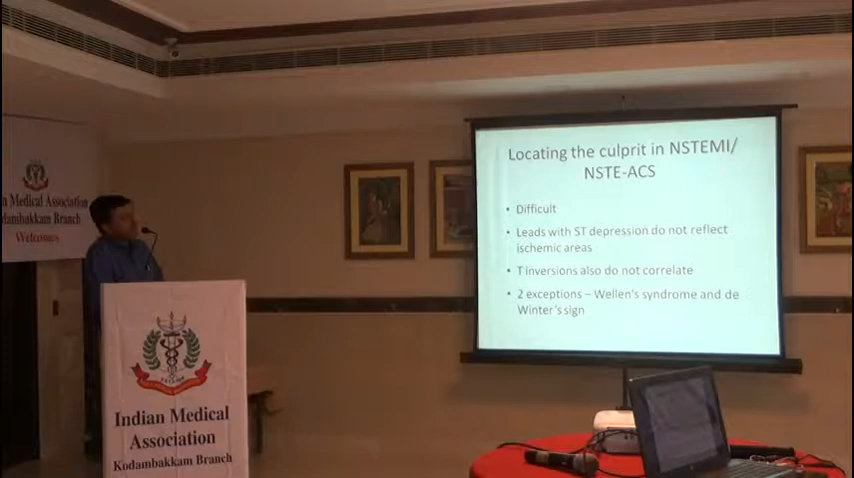 Indian Medical Association
Kodambakkam Branch
Welcomes
Locating the culprit in NSTEMI/
NSTE-ACS
• Difficult
• Leads with ST depression do not reflect
ischemic areas
• T inversions also do not correlate
• 2 exceptions – Wellen's syndrome and de
Winter's sign
Indian Medical
Association
Kodambakkam Branch